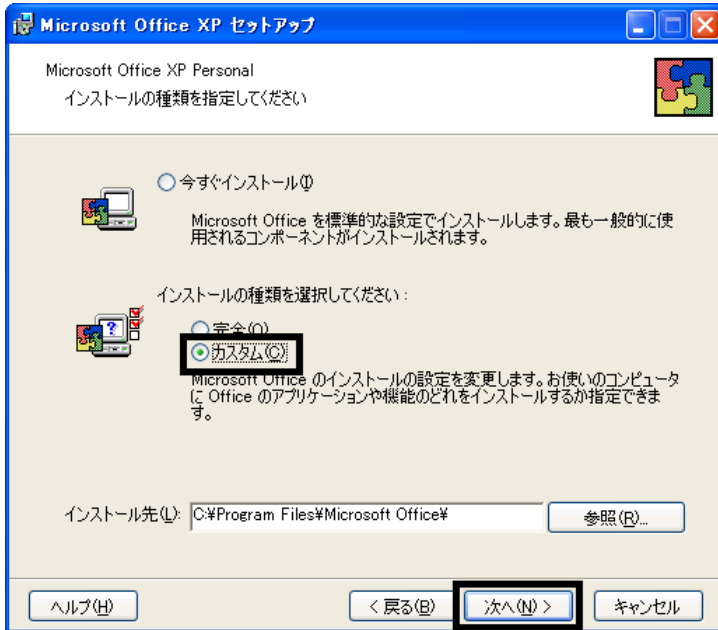 Microsoft Office XP セットアップ
Microsoft Office XP Personal
インストールの種類を指定してください
今すぐインストール(I)
Microsoft Office を標準的な設定でインストールします。最も一般的に使
用されるコンポーネントがインストールされます。
インストールの種類を選択してください :
完全(O)
カスタム(C)
Microsoft Office のインストールの設定を変更します。お使いのコンピュータ
に Office のアプリケーションや機能のどれをインストールするか指定できま
す。
インストール先(L): C:¥Program Files¥Microsoft Office¥
参照(R)...
ヘルプ(H)
< 戻る(B)
次へ(N) >
キャンセル